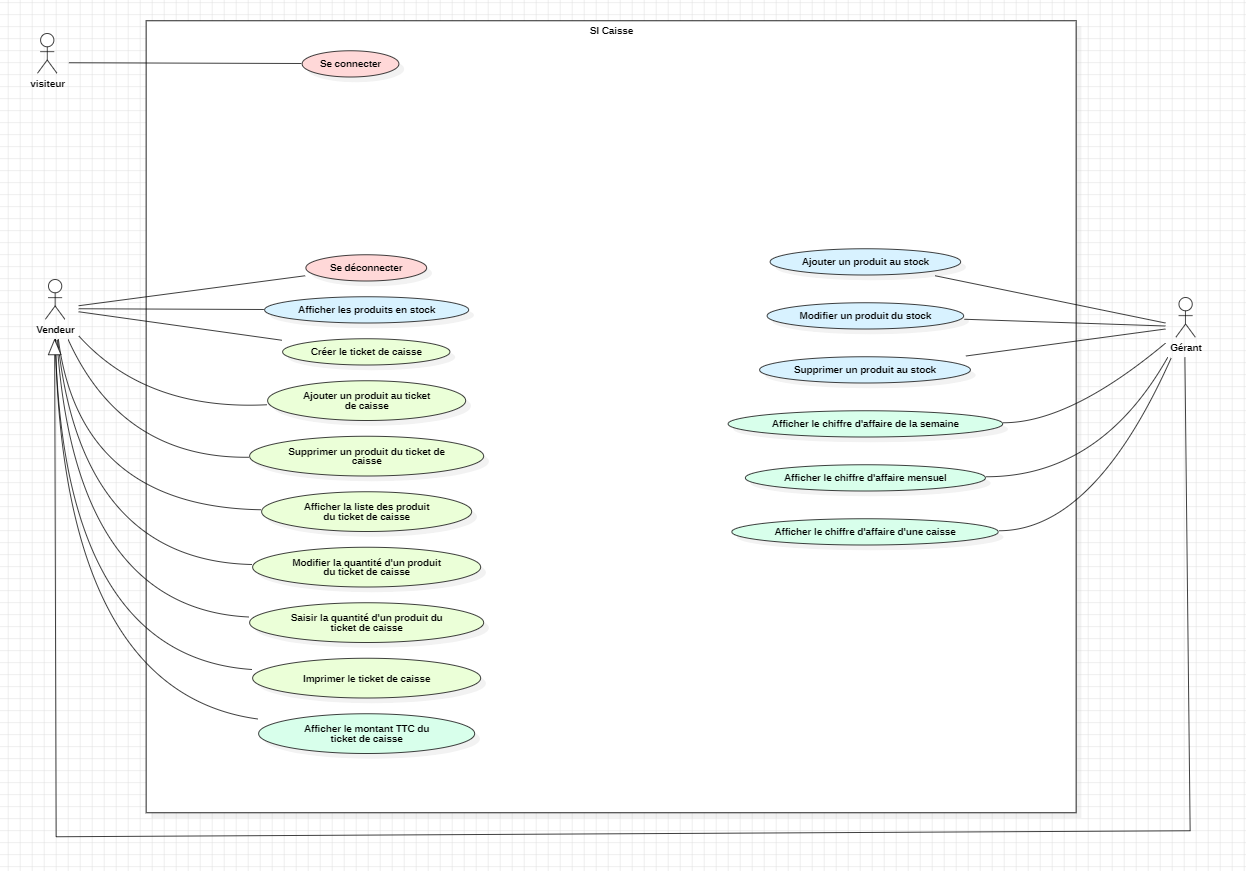 SI Caisse
visiteur
Se connecter
Vendeur
Se déconnecter
Afficher les produits en stock
Créer le ticket de caisse
Ajouter un produit au ticket
de caisse
Supprimer un produit du ticket de
caisse
Afficher la liste des produit
du ticket de caisse
Modifier la quantité d'un produit
du ticket de caisse
Saisir la quantité d'un produit du
ticket de caisse
Imprimer le ticket de caisse
Afficher le montant TTC du
ticket de caisse
Ajouter un produit au stock
Modifier un produit du stock
Supprimer un produit au stock
Afficher le chiffre d'affaire de la semaine
Afficher le chiffre d'affaire mensuel
Afficher le chiffre d'affaire d'une caisse
Gérant